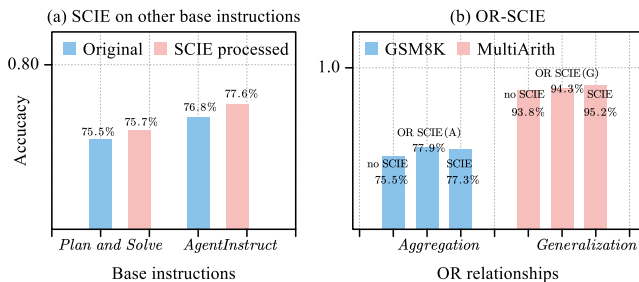 (a) SCIE on other base instructions
Original
SCIE processed
0.80
Accucacy
75.5%
75.7%
76.8%
77.6%
Plan and Solve
AgentInstruct
Base instructions
(b) OR-SCIE
GSM8K
MultiArith
1.0
OR SCIE(A)
77.9%
no SCIE
75.5%
SCIE
77.3%
OR SCIE(G)
94.3%
no SCIE
93.8%
SCIE
95.2%
Aggregation
Generalization
OR relationships